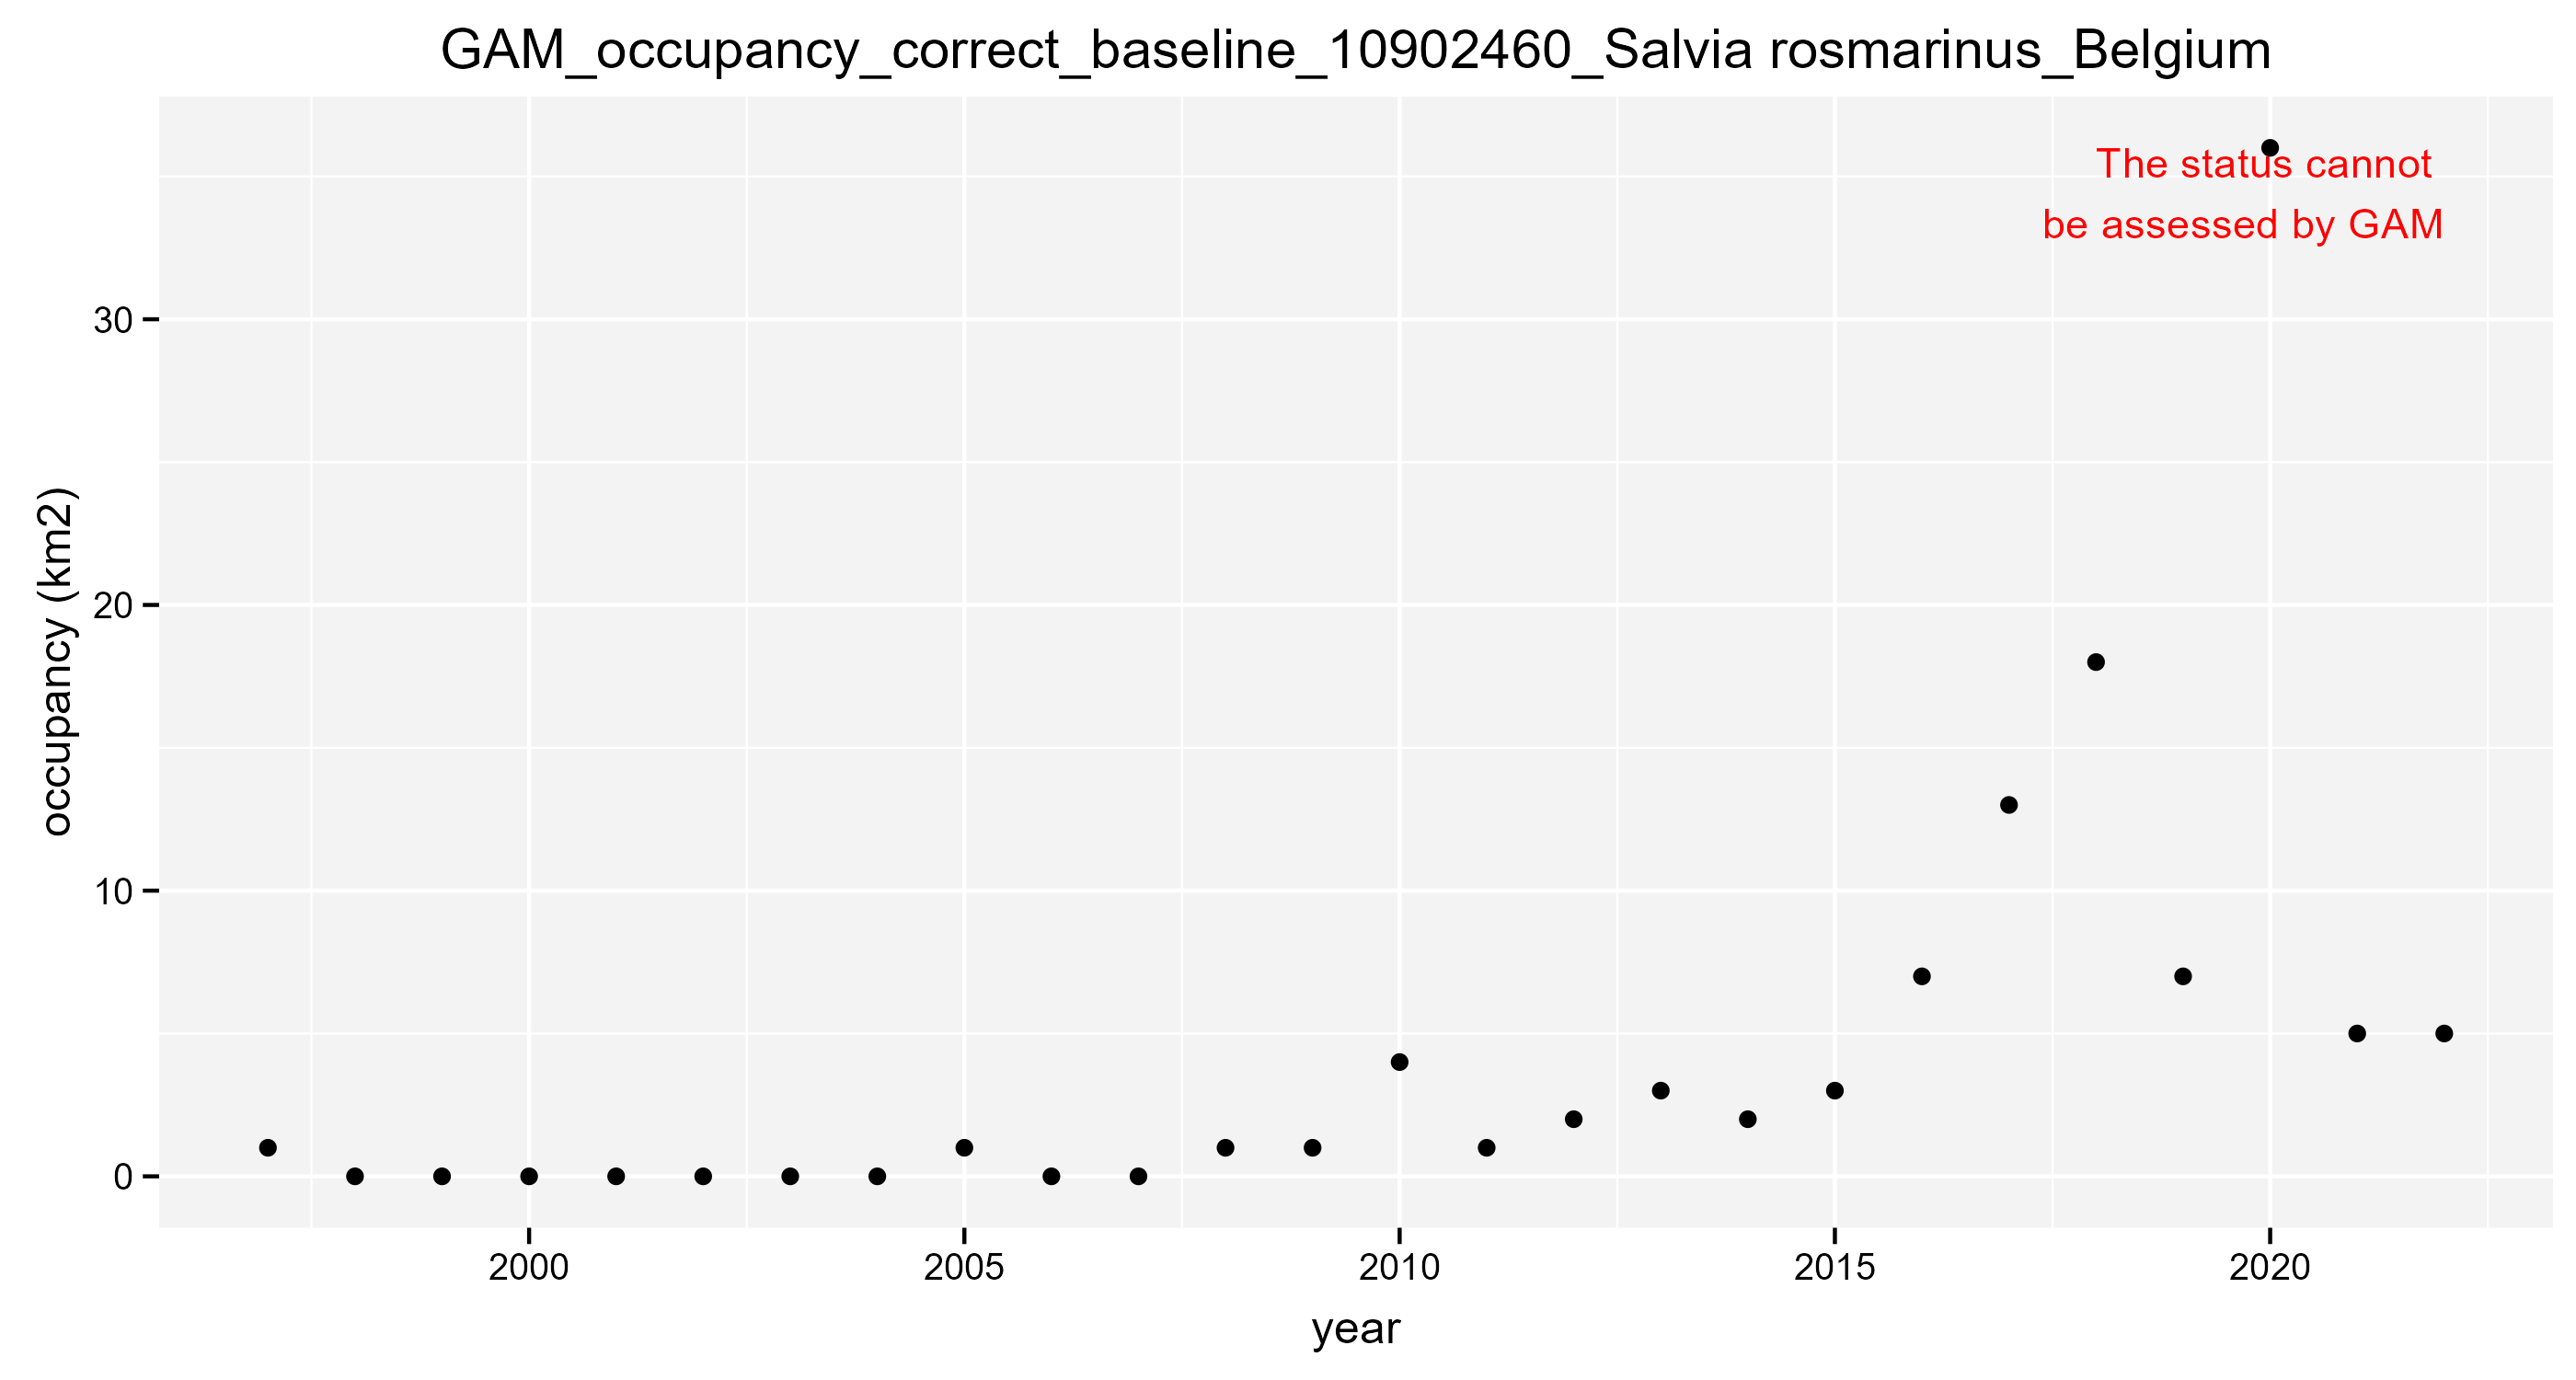 GAM_occupancy_correct_baseline_10902460_Salvia rosmarinus_Belgium
The status cannot
be assessed by GAM
30
20
10
0
occupancy (km2)
2000 2005 2010 2015 2020
year